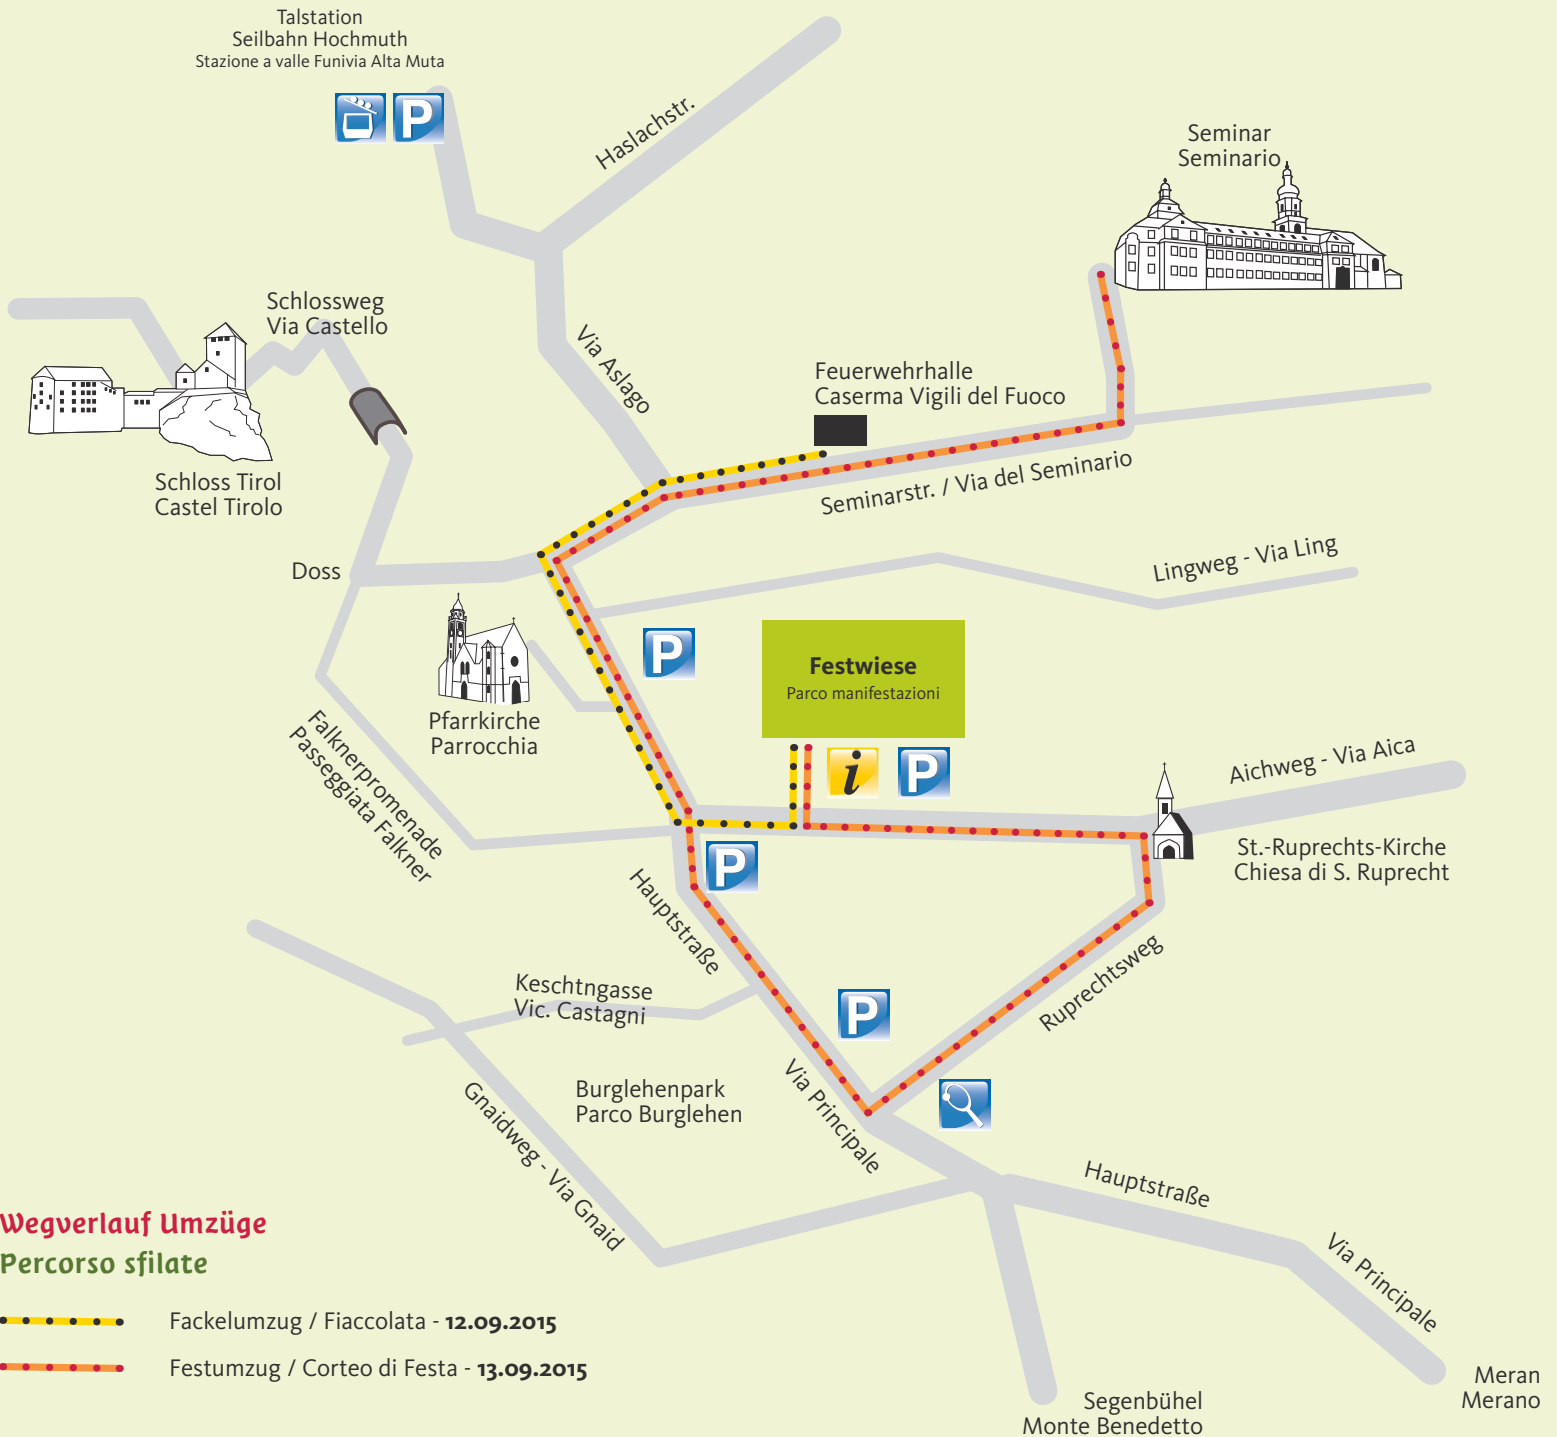 Talstation
Seilbahn Hochmuth
Stazione a valle Funivia Alta Muta
P
Haslachstr.
Seminar
Seminario
Schlossweg
Via Castello
Via Aslago
Feuerwehrhalle
Caserma Vigili del Fuoco
Schloss Tirol
Castel Tirolo
Seminarstr. / Via del Seminario
Doss
Lingweg - Via Ling
P
Festwiese
Parco manifestazioni
Pfarrkirche
Parrocchia
Falknerpromenade
Passeggiata Falkner
i
P
Aichweg - Via Aica
St.-Ruprechts-Kirche
Chiesa di S. Ruprecht
P
Hauptstraße
Ruprechtsweg
Keschtngasse
Vic. Castagni
P
Via Principale
Burglehenpark
Parco Burglehen
Gnaidweg - Via Gnaid
Hauptstraße
Via Principale
Wegverlauf Umzüge
Percorso sfilate
Fackelumzug / Fiaccolata - 12.09.2015
Festumzug / Corteo di Festa - 13.09.2015
Meran
Merano
Segenbühel
Monte Benedetto